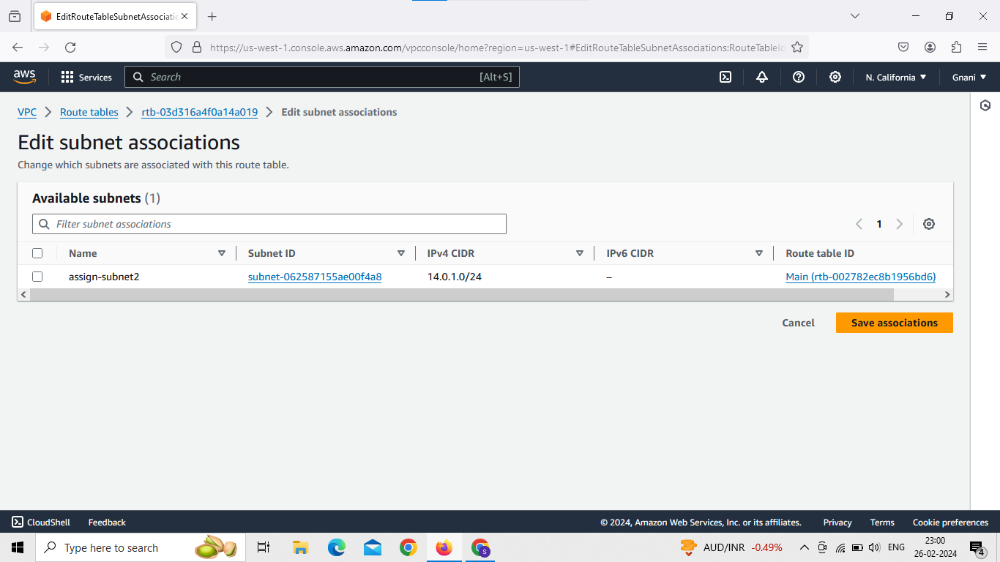 EditRouteTableSubnetAssociatio
https://us-west-1.console.aws.amazon.com/vpcconsole/home?region=us-west-1#EditRouteTableSubnetAssociations:RouteTableId
aws
Services
Search
[Alt+S]
N. California
Gnani
VPC
Route tables
rtb-03d316a4f0a14a019
Edit subnet associations
Edit subnet associations
Change which subnets are associated with this route table.
Available subnets (1)
Filter subnet associations
1
Name
Subnet ID
IPv4 CIDR
IPv6 CIDR
Route table ID
assign-subnet2
subnet-062587155ae00f4a8
14.0.1.0/24
–
Main (rtb-002782ec8b1956bd6)
Cancel
Save associations
CloudShell
Feedback
© 2024, Amazon Web Services, Inc. or its affiliates.
Privacy
Terms
Cookie preferences
Type here to search
S
AUD/INR -0.49%
ENG
23:00
26-02-2024
4